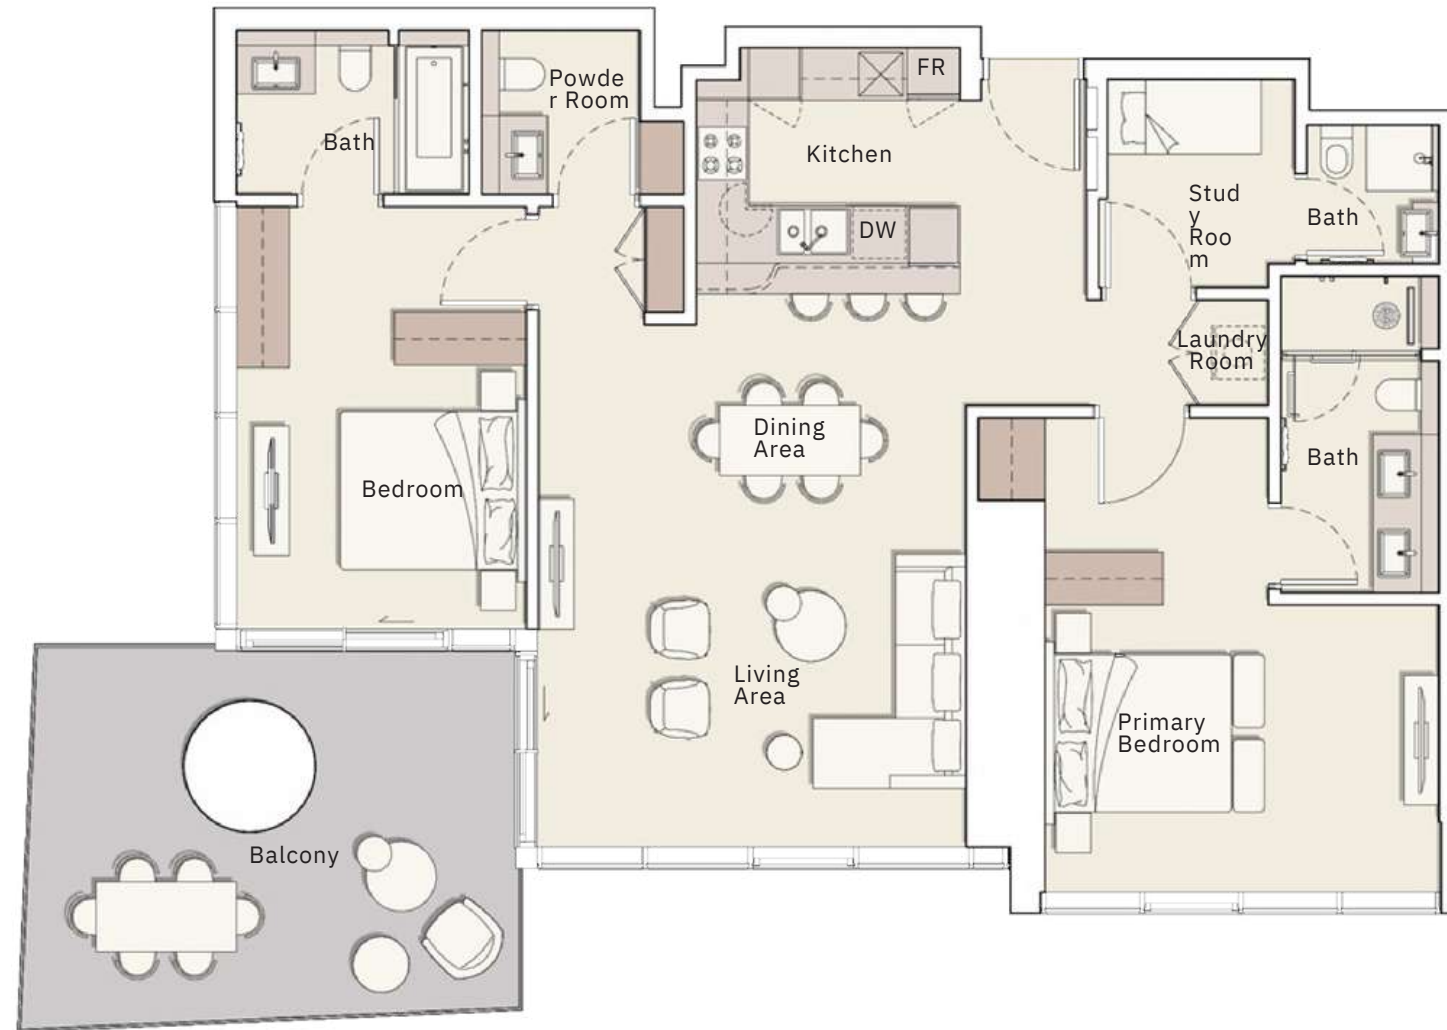 FR
Powde
r Room
Bath
Kitchen
Stud
y
Roo
m
Bath
DW
Laundry
Room
Dining
Area
Bath
Bedroom
Living
Area
Primary
Bedroom
Balcony